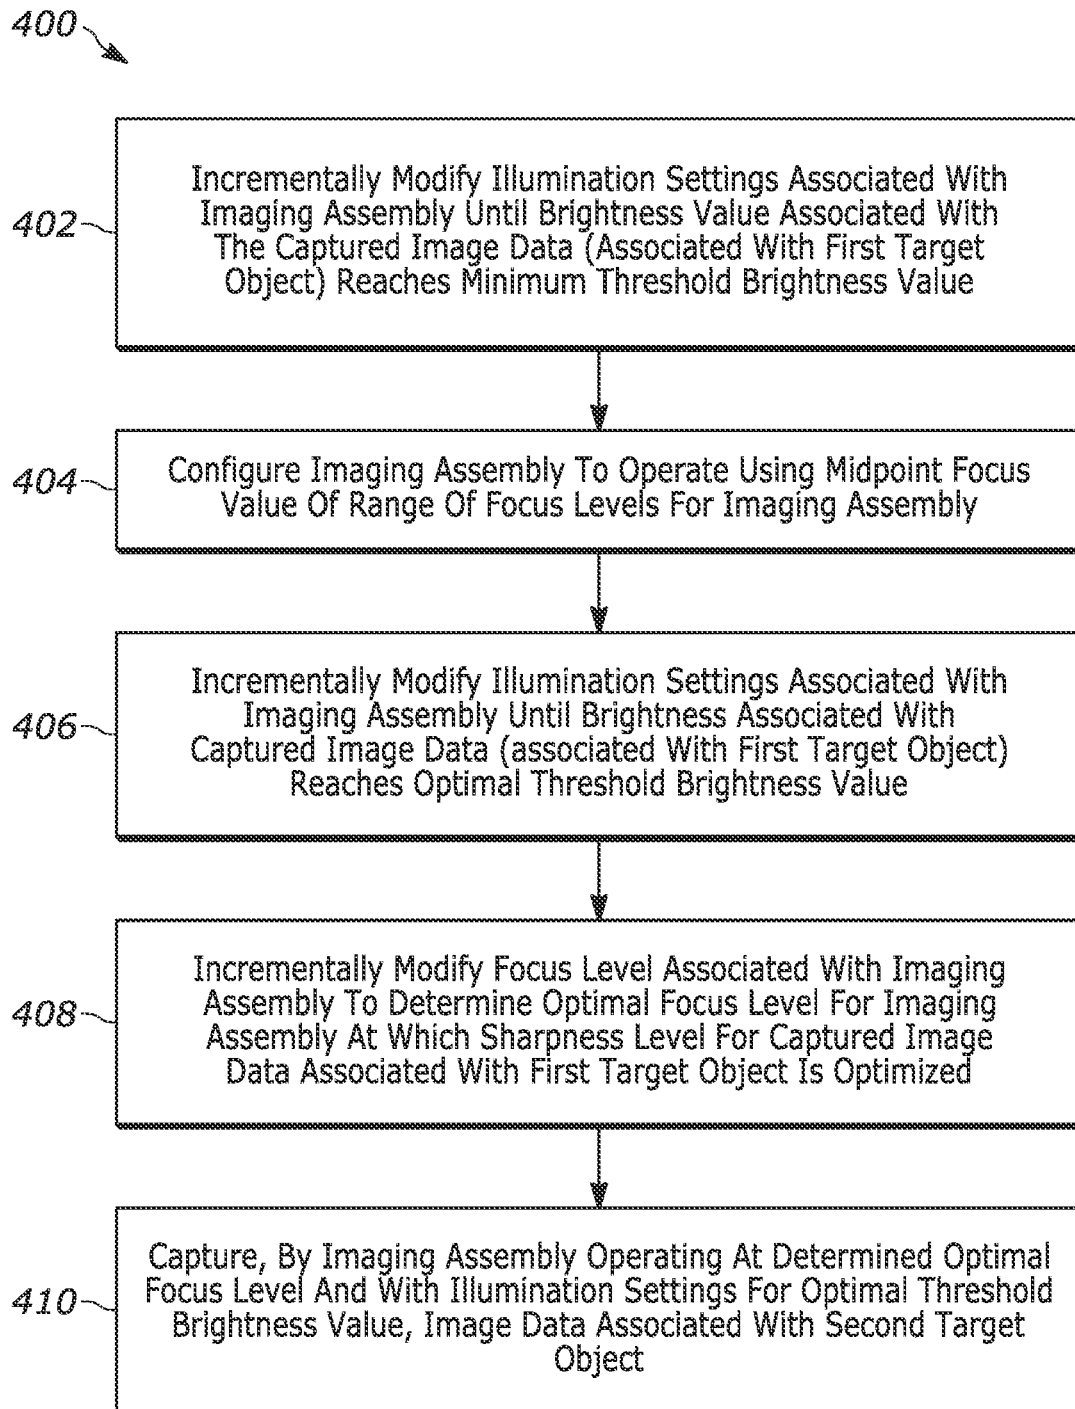 400
402
Incrementally Modify Illumination Settings Associated With
Imaging Assembly Until Brightness Value Associated With
The Captured Image Data (Associated With First Target
Object) Reaches Minimum Threshold Brightness Value
404
Configure Imaging Assembly To Operate Using Midpoint Focus
Value Of Range Of Focus Levels For Imaging Assembly
406
Incrementally Modify Illumination Settings Associated With
Imaging Assembly Until Brightness Associated With
Captured Image Data (associated With First Target Object)
Reaches Optimal Threshold Brightness Value
408
Incrementally Modify Focus Level Associated With Imaging
Assembly To Determine Optimal Focus Level For Imaging
Assembly At Which Sharpness Level For Captured Image
Data Associated With First Target Object Is Optimized
410
Capture, By Imaging Assembly Operating At Determined Optimal
Focus Level And With Illumination Settings For Optimal Threshold
Brightness Value, Image Data Associated With Second Target
Object